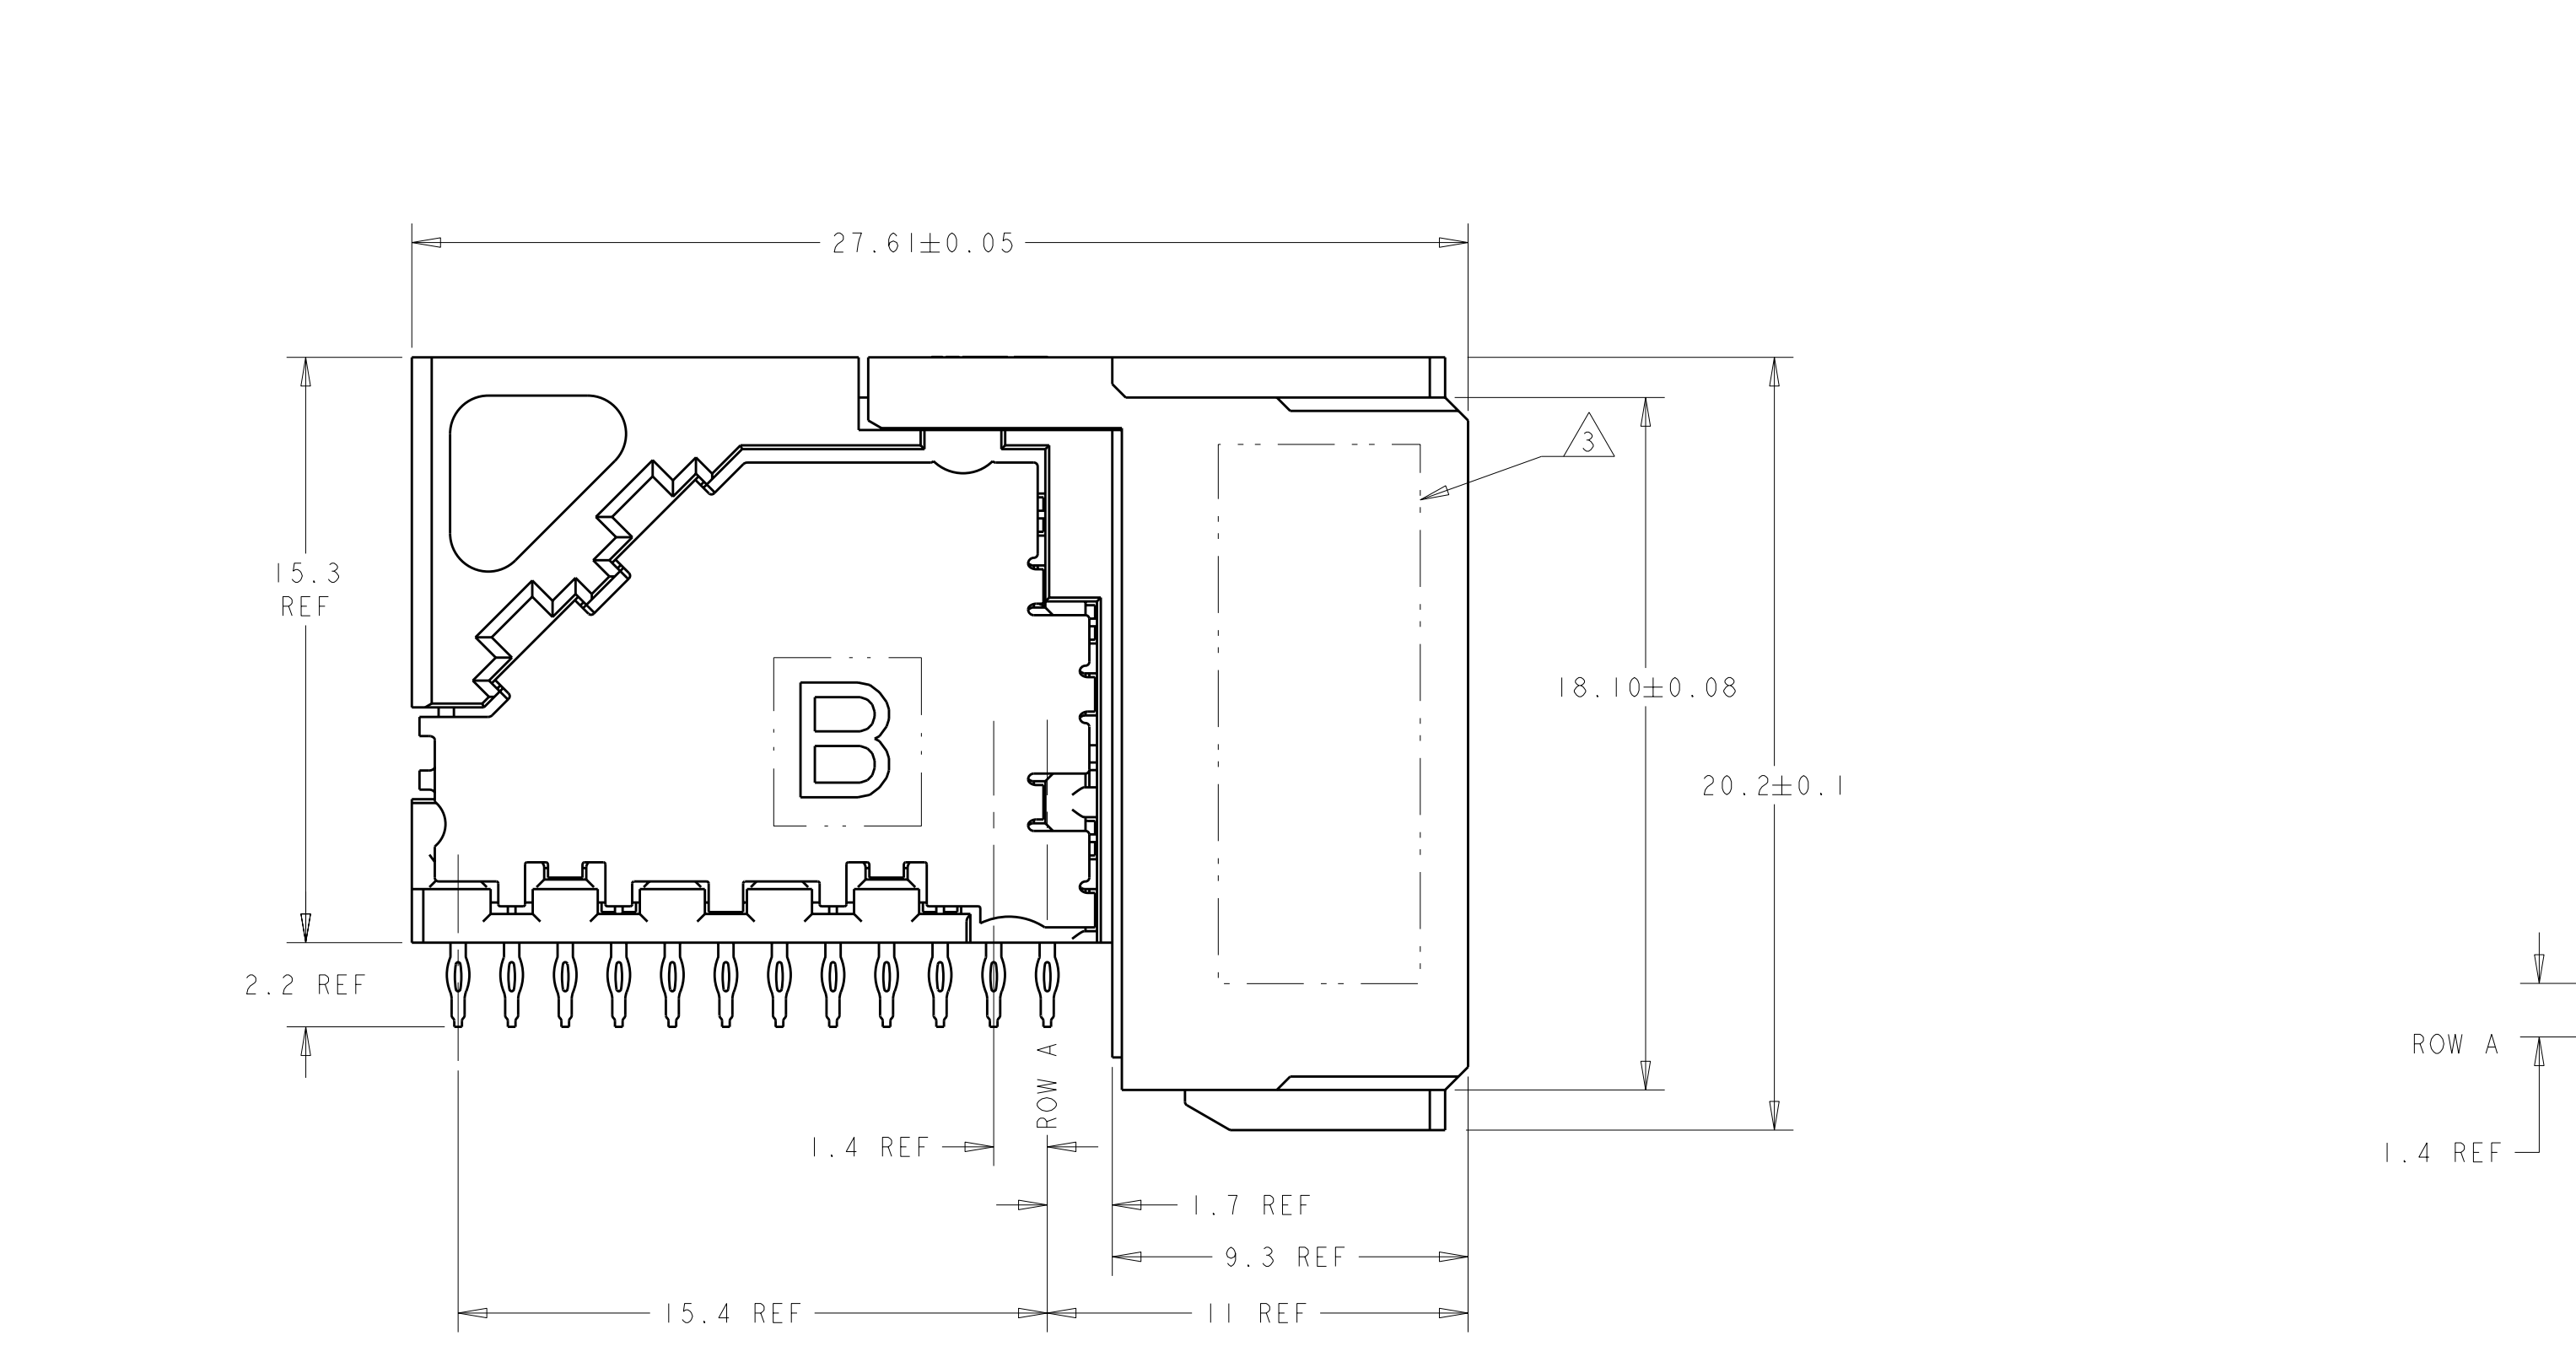 27.61±0.05
3
15.3
REF
B
18.10±0.08
20.2±0.1
2.2 REF
ROW A
ROW A
1.4 REF
1.4 REF
1.7 REF
9.3 REF
15.4 REF
11 REF